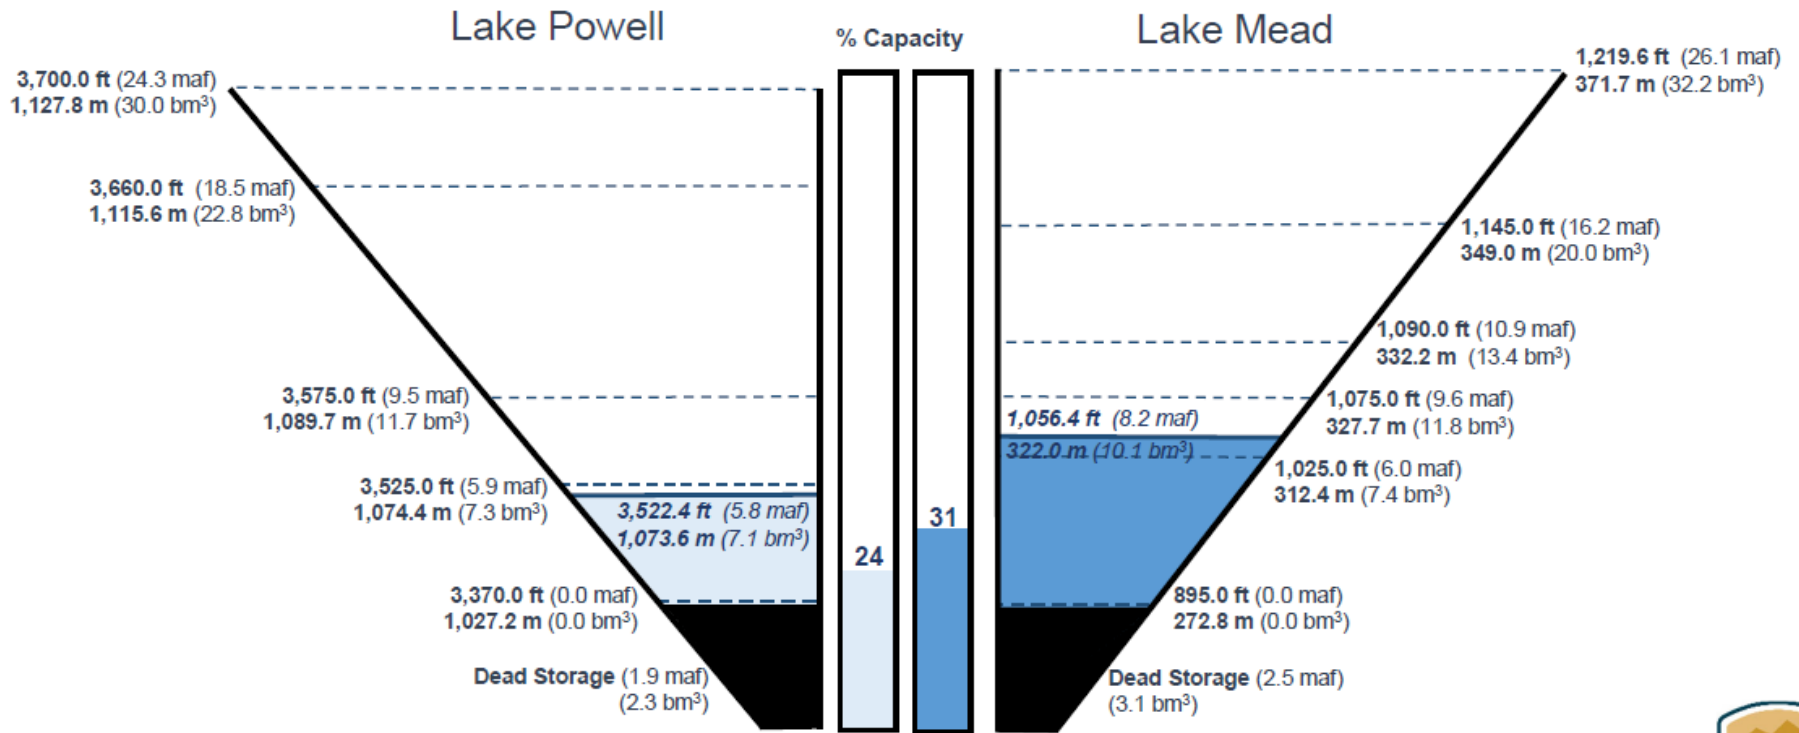 Lake Powell
3,700.0 ft (24.3 maf)
1,127.8 m (30.0 bm³)
3,660.0 ft (18.5 maf)
1,115.6 m (22.8 bm³)
3,575.0 ft (9.5 maf)
1,089.7 m (11.7 bm³)
3,525.0 ft (5.9 maf)
1,074.4 m (7.3 bm³)
3,522.4 ft (5.8 maf)
1,073.6 m (7.1 bm³)
3,370.0 ft (0.0 maf)
1,027.2 m (0.0 bm³)
Dead Storage (1.9 maf)
(2.3 bm³)
% Capacity
24
31
Lake Mead
1,219.6 ft (26.1 maf)
371.7 m (32.2 bm³)
1,145.0 ft (16.2 maf)
349.0 m (20.0 bm³)
1,090.0 ft (10.9 maf)
332.2 m (13.4 bm³)
1,075.0 ft (9.6 maf)
327.7 m (11.8 bm³)
1,056.4 ft (8.2 maf)
322.0 m (10.1 bm³)
1,025.0 ft (6.0 maf)
312.4 m (7.4 bm³)
895.0 ft (0.0 maf)
272.8 m (0.0 bm³)
Dead Storage (2.5 maf)
(3.1 bm³)